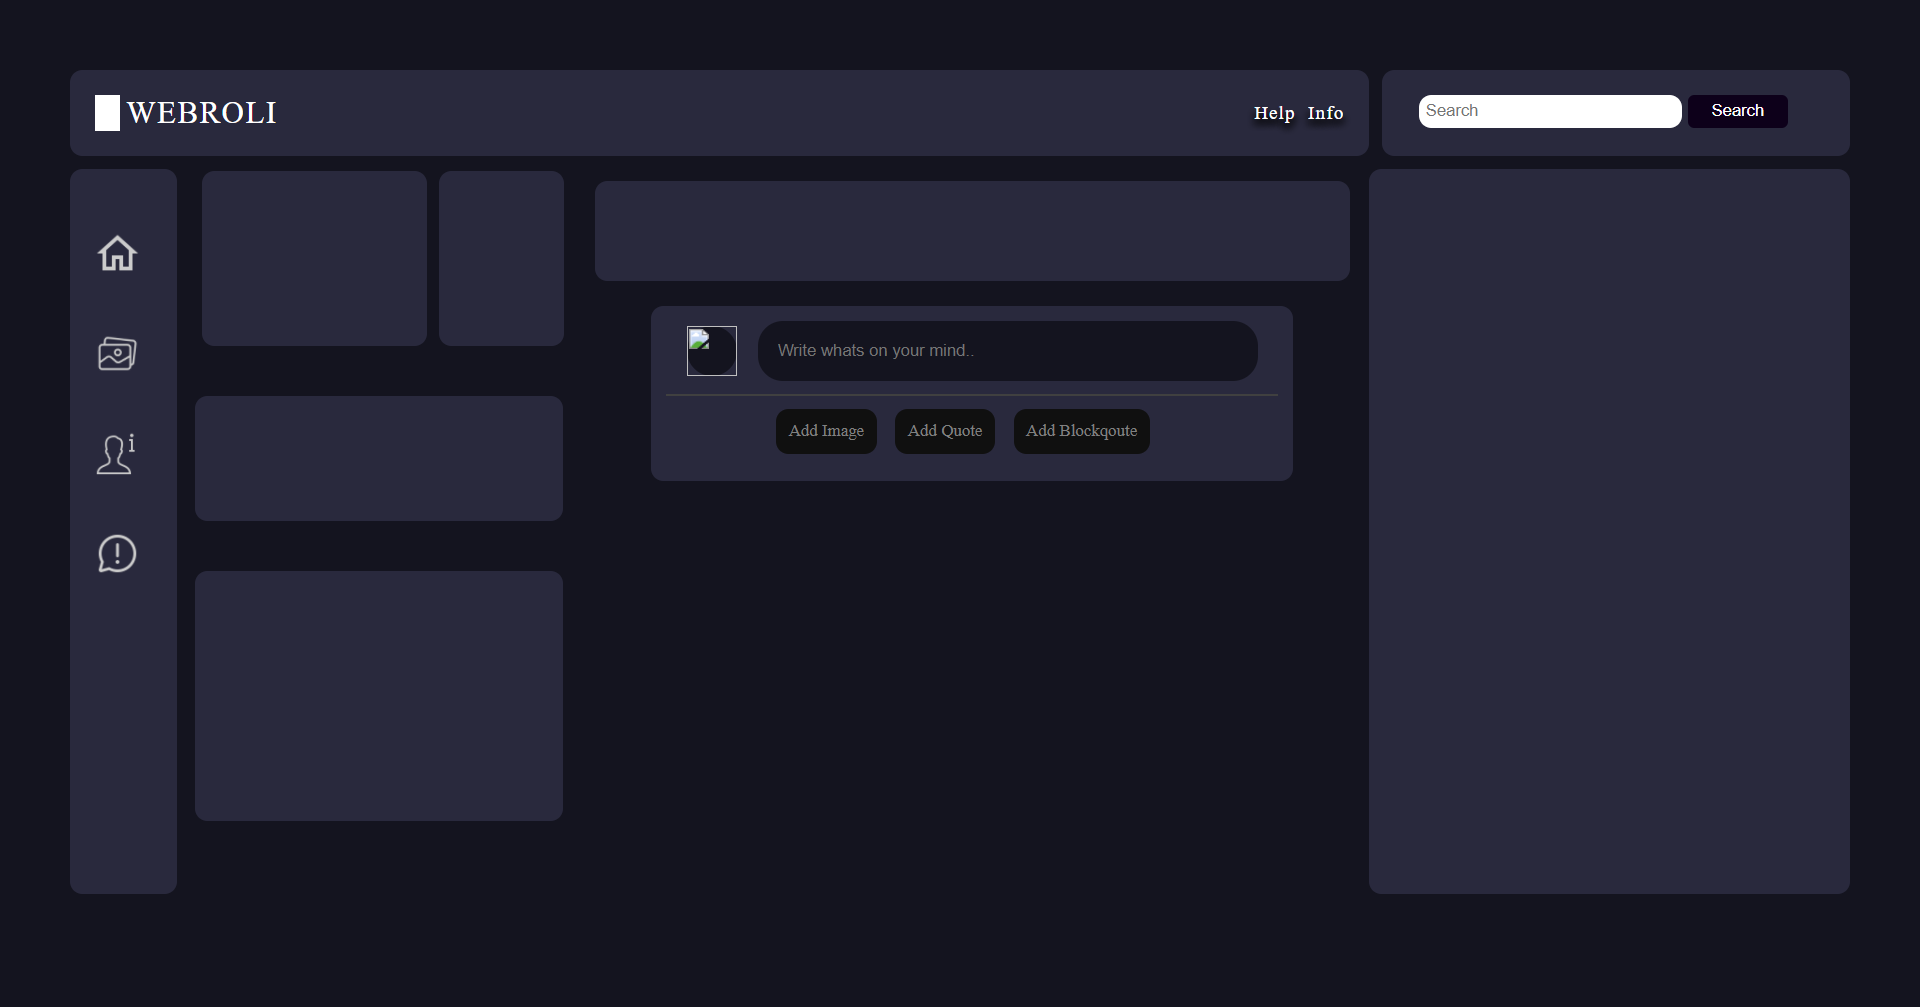 WEBROLI
Help Info
Search
Search
Write whats on your mind..
Add Image
Add Quote
Add Blockqoute